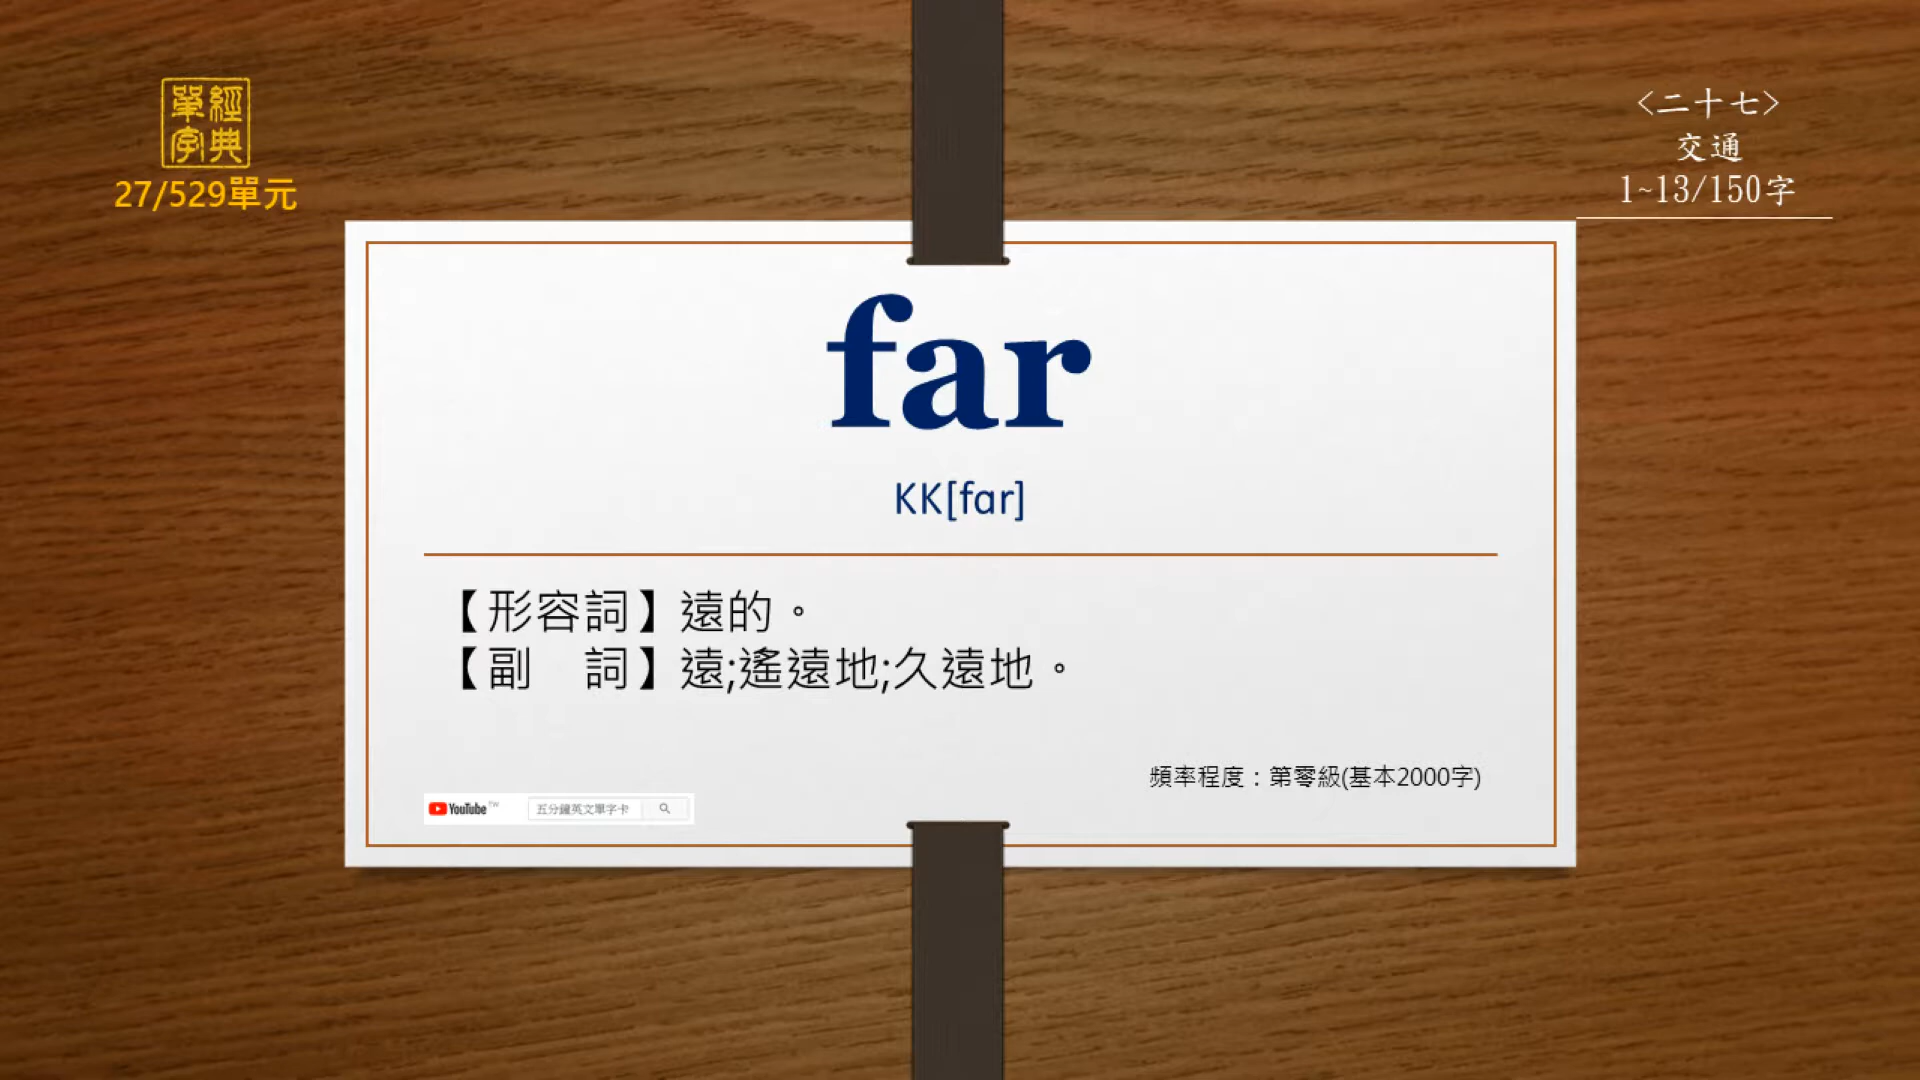 經典單字
27/529單元
<二十七>
交通
1~13/150字
far
KK[far]
【形容詞】遠的。
【副　詞】遠;遙遠地;久遠地。
頻率程度：第零級(基本2000字)
YouTube TW 五分鐘英文單字卡